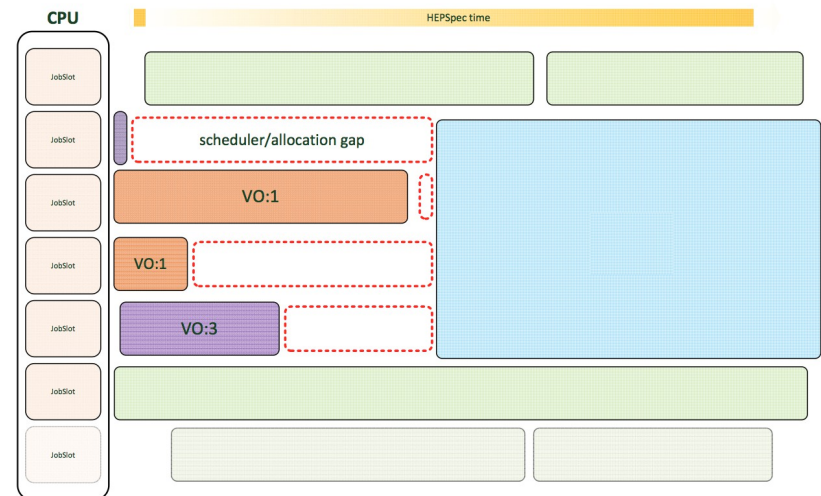 CPU
HEPSpec time
JobSlot
JobSlot
scheduler/allocation gap
JobSlot
VO:1
JobSlot
VO:1
JobSlot
VO:3
JobSlot
JobSlot